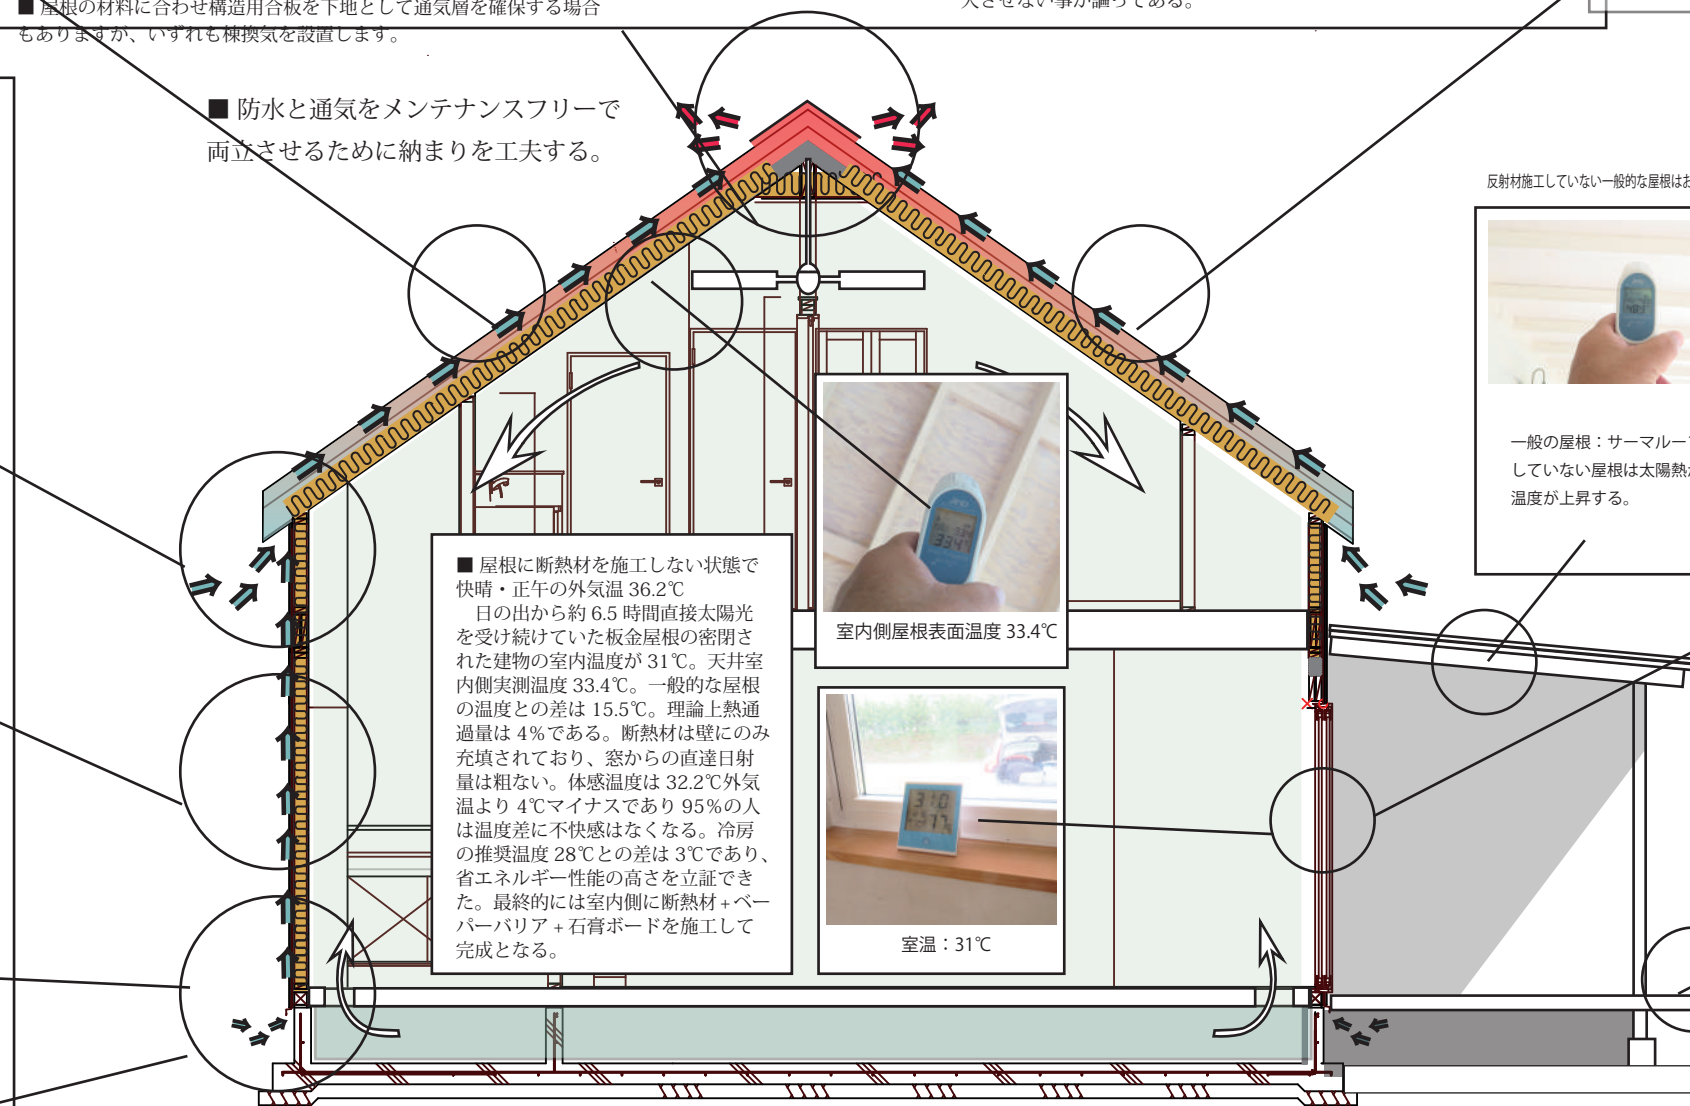 ■ 屋根の材料に合わせ構造用合板を下地として通気層を確保する場合
もありますが、いずれも棟換気を設置します。
大させない事が謳ってある。
■ 防水と通気をメンテナンスフリーで
両立させるために納まりを工夫する。
反射材施工していない一般的な屋根はお
一般の屋根：サーマルー
していない屋根は太陽熱
温度が上昇する。
■ 屋根に断熱材を施工しない状態で
快晴・正午の外気温 36.2℃
　日の出から約 6.5 時間直接太陽光
を受け続けていた板金屋根の密閉さ
れた建物の室内温度が 31℃。天井室
内側実測温度 33.4℃。一般的な屋根
の温度との差は 15.5℃。理論上熱通
過量は 4%である。断熱材は壁にのみ
充填されており、窓からの直達日射
量は粗ない。体感温度は 32.2℃外気
温より 4℃マイナスであり 95%の人
は温度差に不快感はなくなる。冷房
の推奨温度 28℃との差は 3℃であり、
省エネルギー性能の高さを立証でき
た。最終的には室内側に断熱材 + ベー
パーバリア + 石膏ボードを施工して
完成となる。
33.4
室内側屋根表面温度 33.4℃
31.0
77
室温：31℃